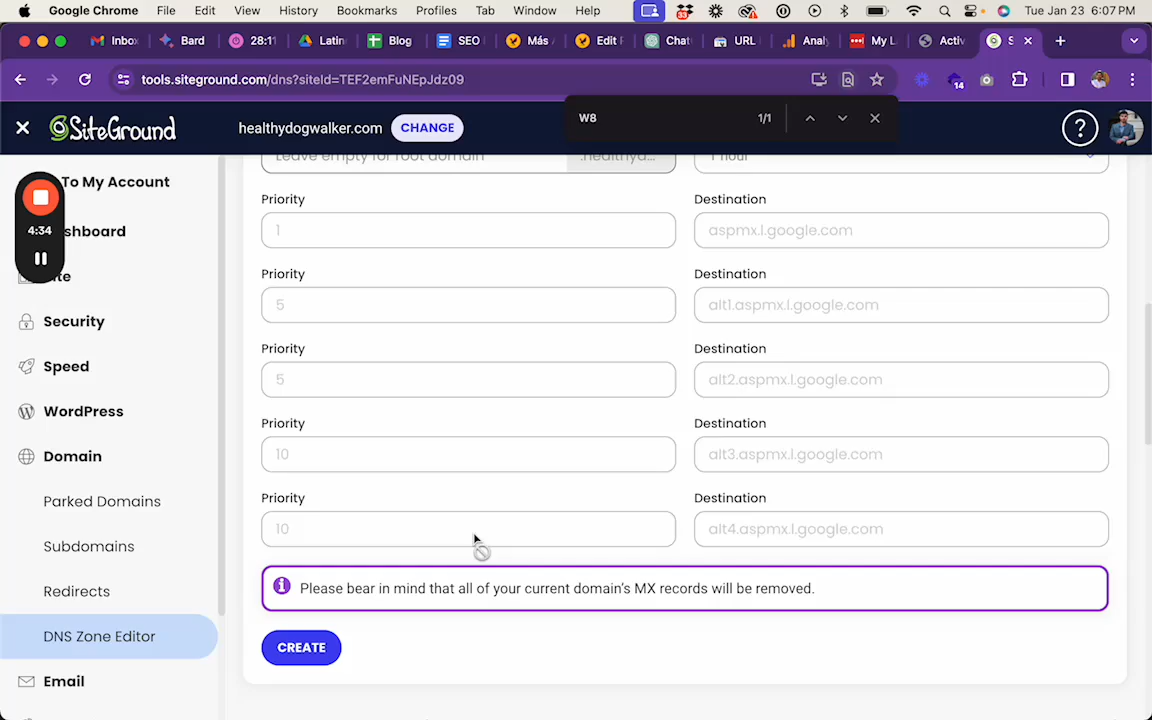 Google Chrome File Edit View History Bookmarks Profiles Tab Window Help 33 Tue Jan 23 6:07 PM
Inbo Bard 28:11 Latin Blog SEO Más Edit Chat URL Analy My L Activ S
tools.siteground.com/dns?siteId=TEF2emFuNEpJdz09 14
SiteGround healthydogwalker.com CHANGE ?
W8 1/1
Leave empty for root domain .healthyd... 1 hour
To My Account
4:34
shboard
te
Security
Speed
WordPress
Domain
Parked Domains
Subdomains
Redirects
DNS Zone Editor
Email
Priority Destination
1 aspmx.l.google.com
Priority Destination
5 alt1.aspmx.l.google.com
Priority Destination
5 alt2.aspmx.l.google.com
Priority Destination
10 alt3.aspmx.l.google.com
Priority Destination
10 alt4.aspmx.l.google.com
Please bear in mind that all of your current domain's MX records will be removed.
CREATE